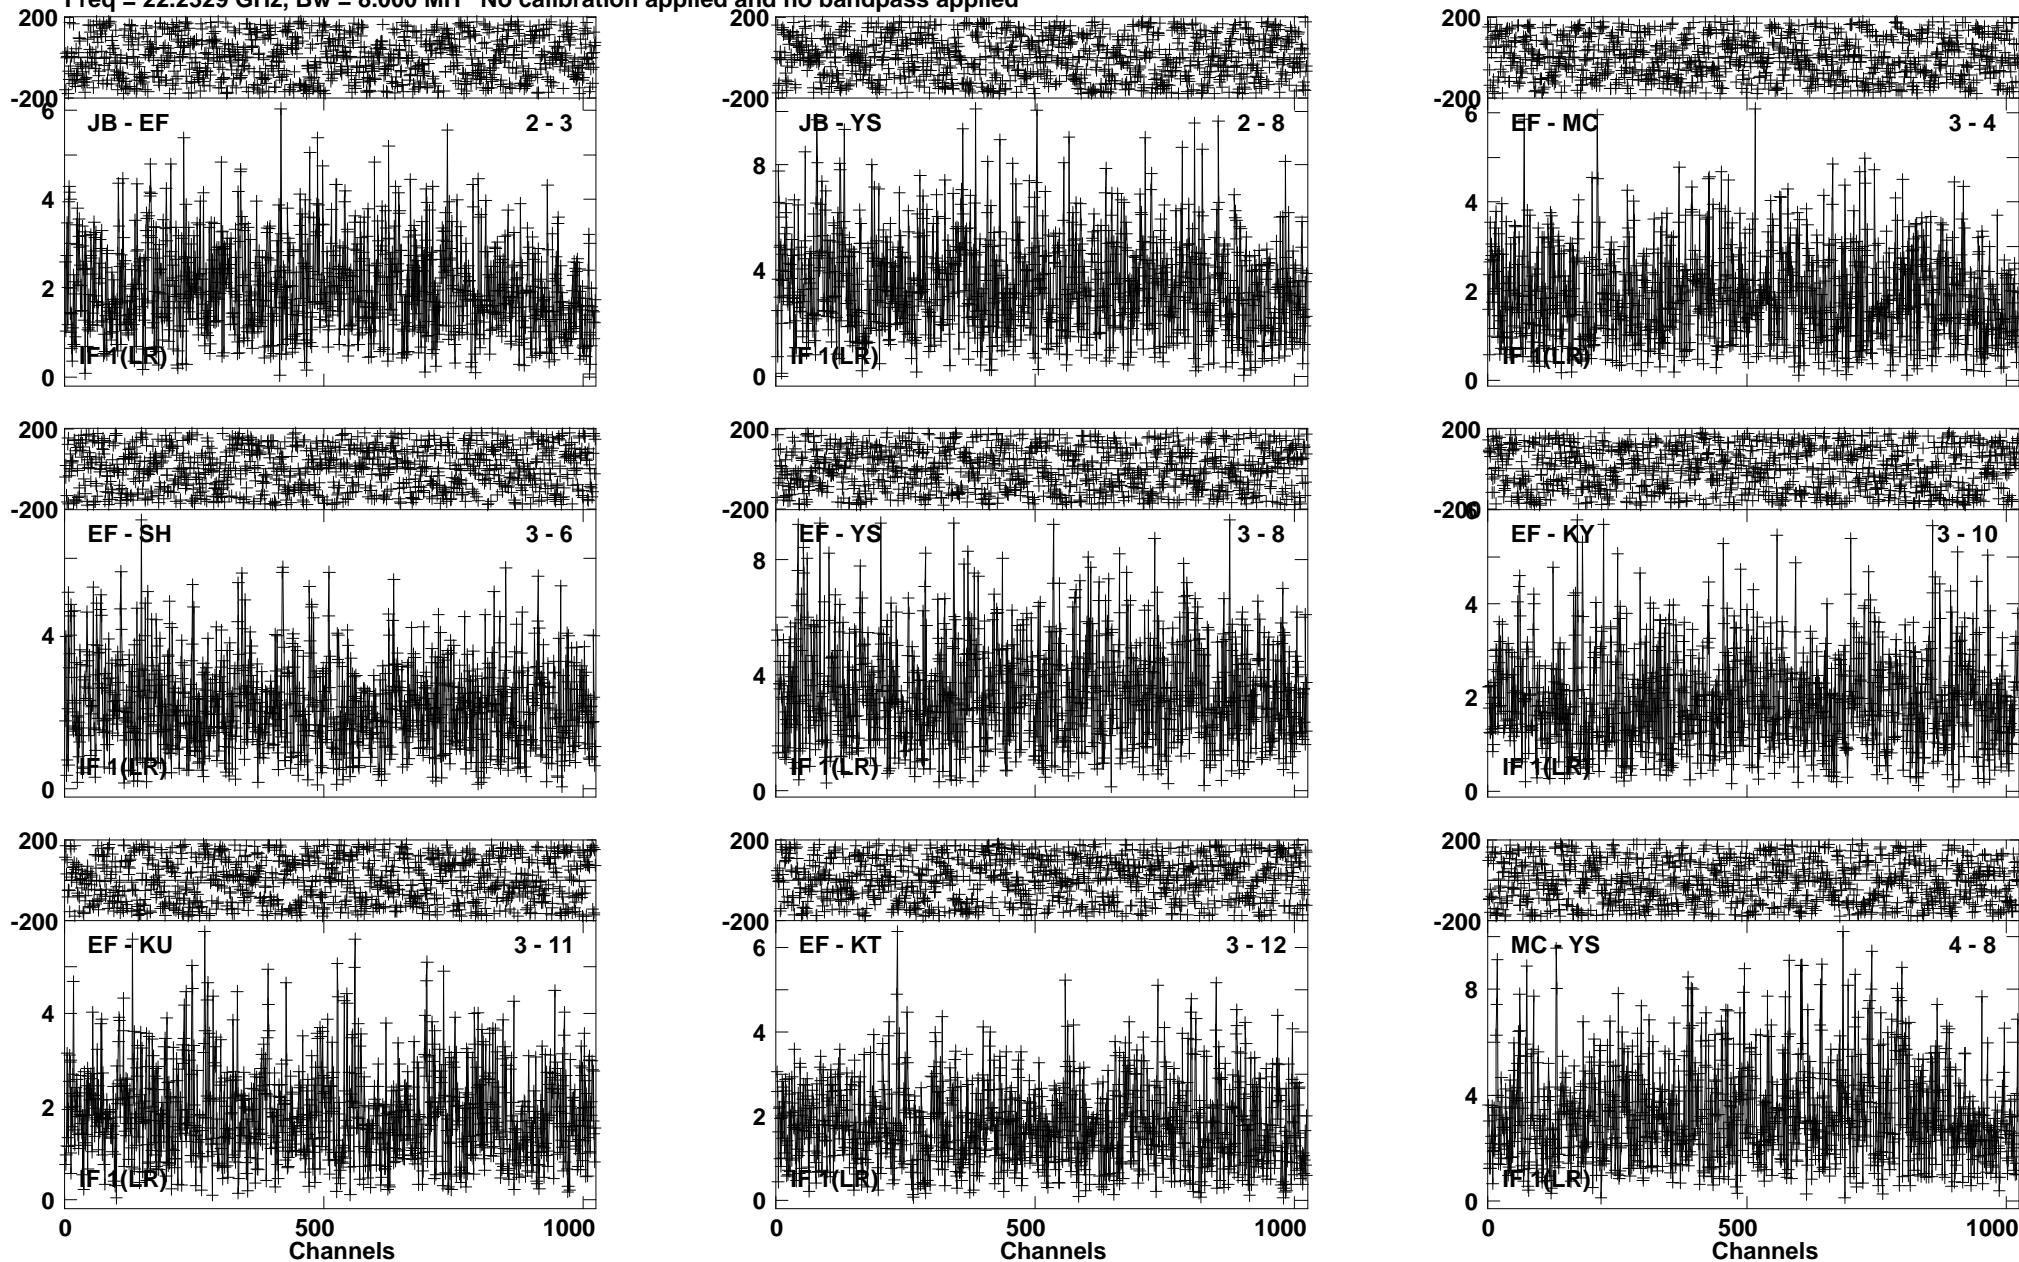 Freq = 22.2329 GHz, Bw = 8.000 MH No calibration applied and no bandpass applied
200
-200
6
4
2
0
JB - EF
2 - 3
IF 1(LR)
200
-200
8
4
0
JB - YS
2 - 8
IF 1(LR)
200
-200
6
4
2
0
EF - MC
3 - 4
IF 1(LR)
200
-200
4
0
EF - SH
3 - 6
IF 1(LR)
200
-200
8
4
0
EF - YS
3 - 8
IF 1(LR)
200
-200
6
4
2
0
EF - KY
3 - 10
IF 1(LR)
200
-200
4
2
0
EF - KU
3 - 11
IF 1(LR)
0 500 1000
Channels
200
-200
6
4
2
0
EF - KT
3 - 12
IF 1(LR)
0 500 1000
200
-200
8
4
0
MC - YS
4 - 8
IF 1(LR)
0 500 1000
Channels